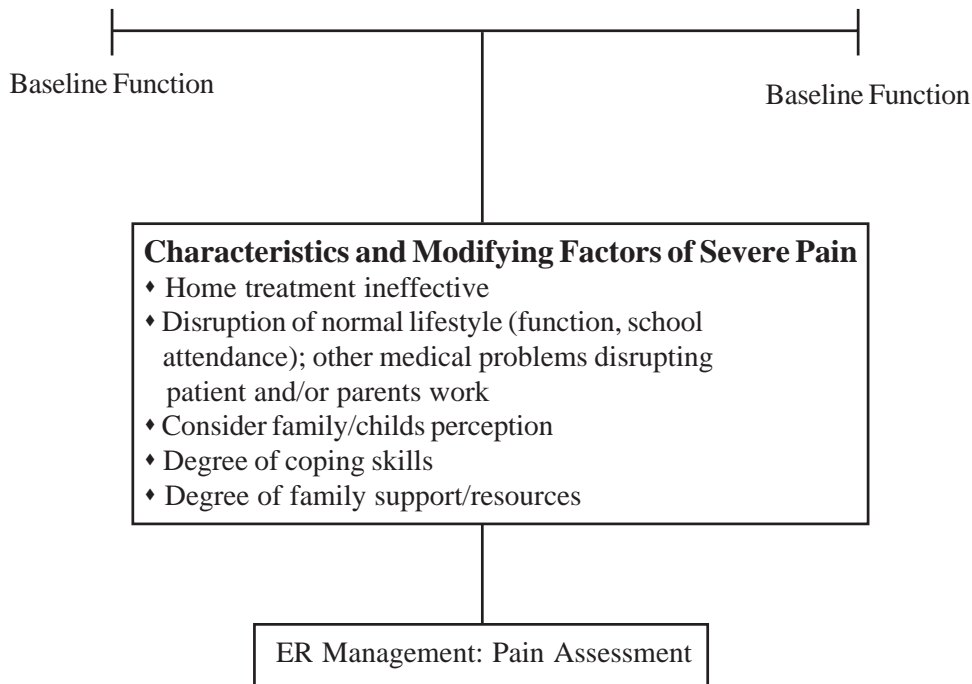 Baseline Function
Baseline Function
Characteristics and Modifying Factors of Severe Pain
♦ Home treatment ineffective
♦ Disruption of normal lifestyle (function, school
attendance); other medical problems disrupting
patient and/or parents work
♦ Consider family/childs perception
♦ Degree of coping skills
♦ Degree of family support/resources
ER Management: Pain Assessment